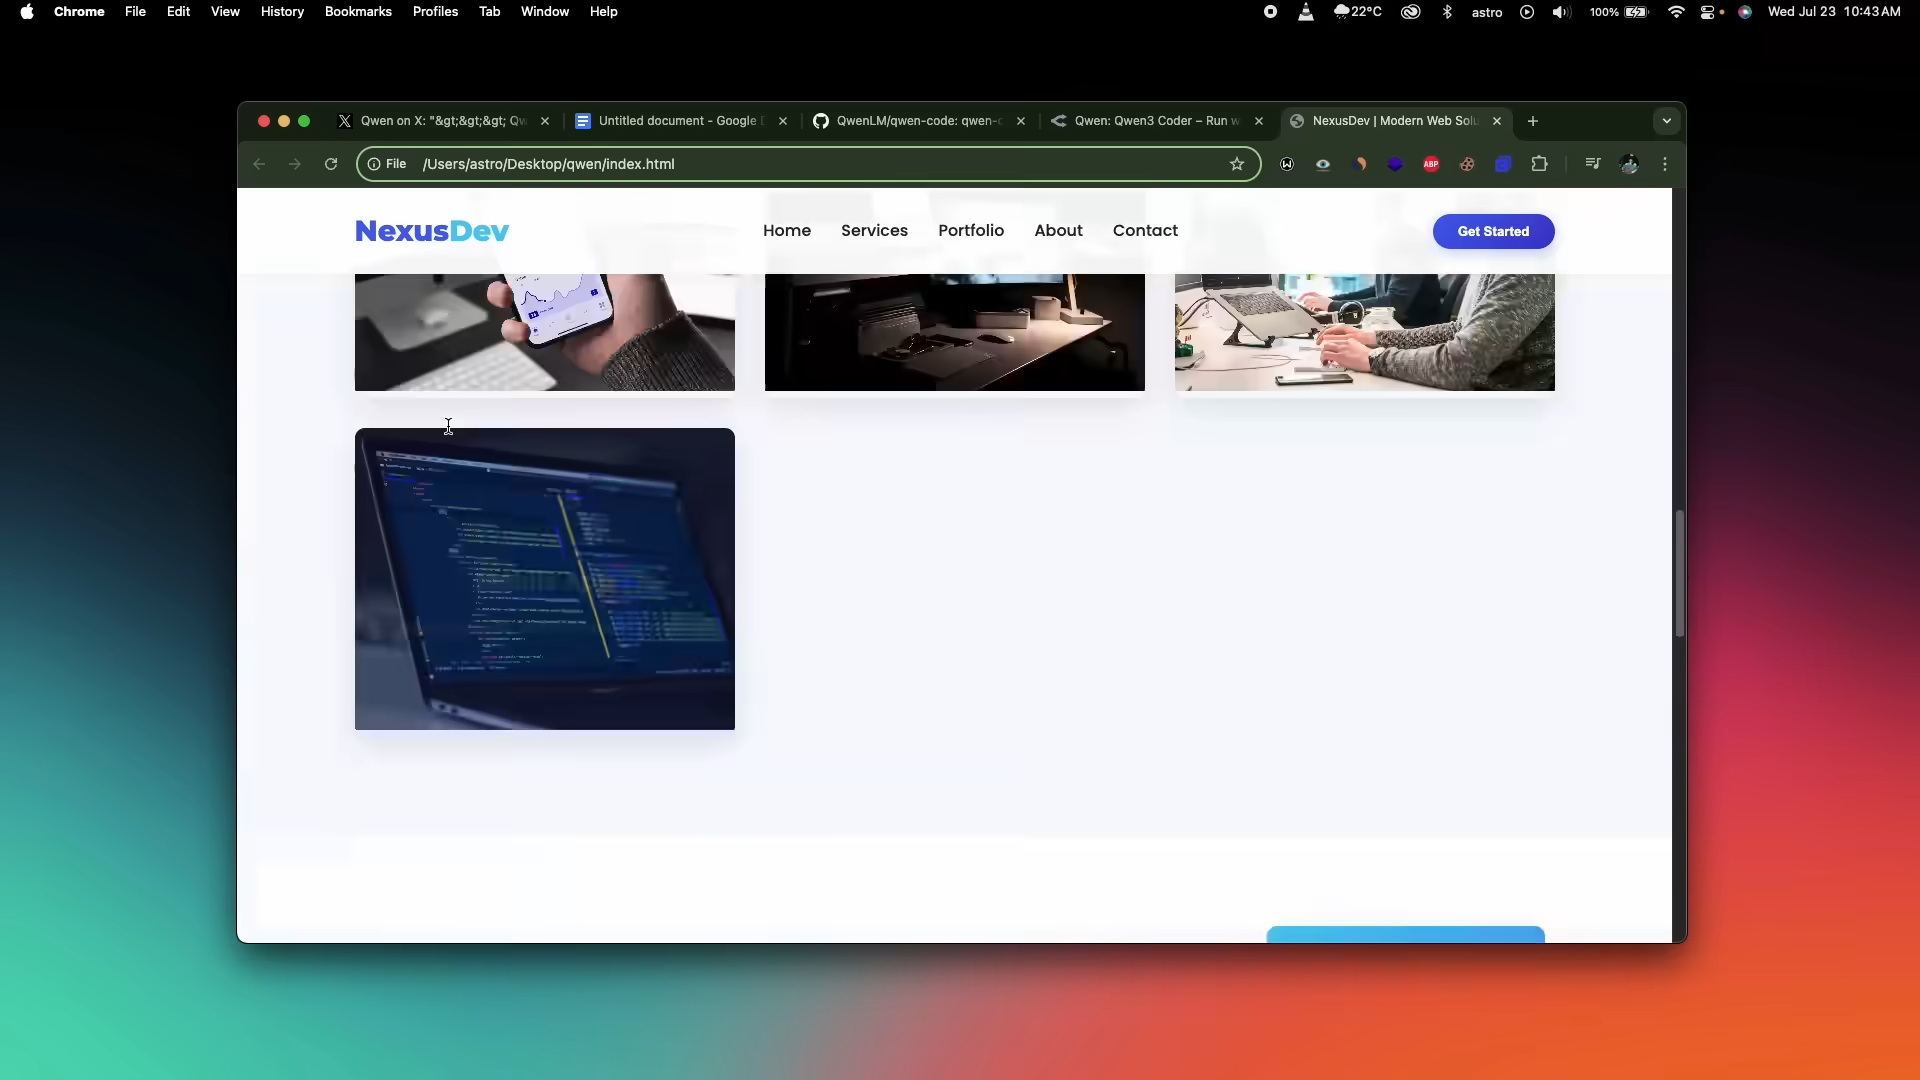 Chrome File Edit View History Bookmarks Profiles Tab Window Help 22°C astro 100% Wed Jul 23 10:43 AM
Qwen on X: "&gt;&gt;&gt; Qw Untitled document - Google QwenLM/qwen-code: qwen- Qwen: Qwen3 Coder – Run w NexusDev | Modern Web Solu
File /Users/astro/Desktop/qwen/index.html ABP
NexusDev Home Services Portfolio About Contact Get Started